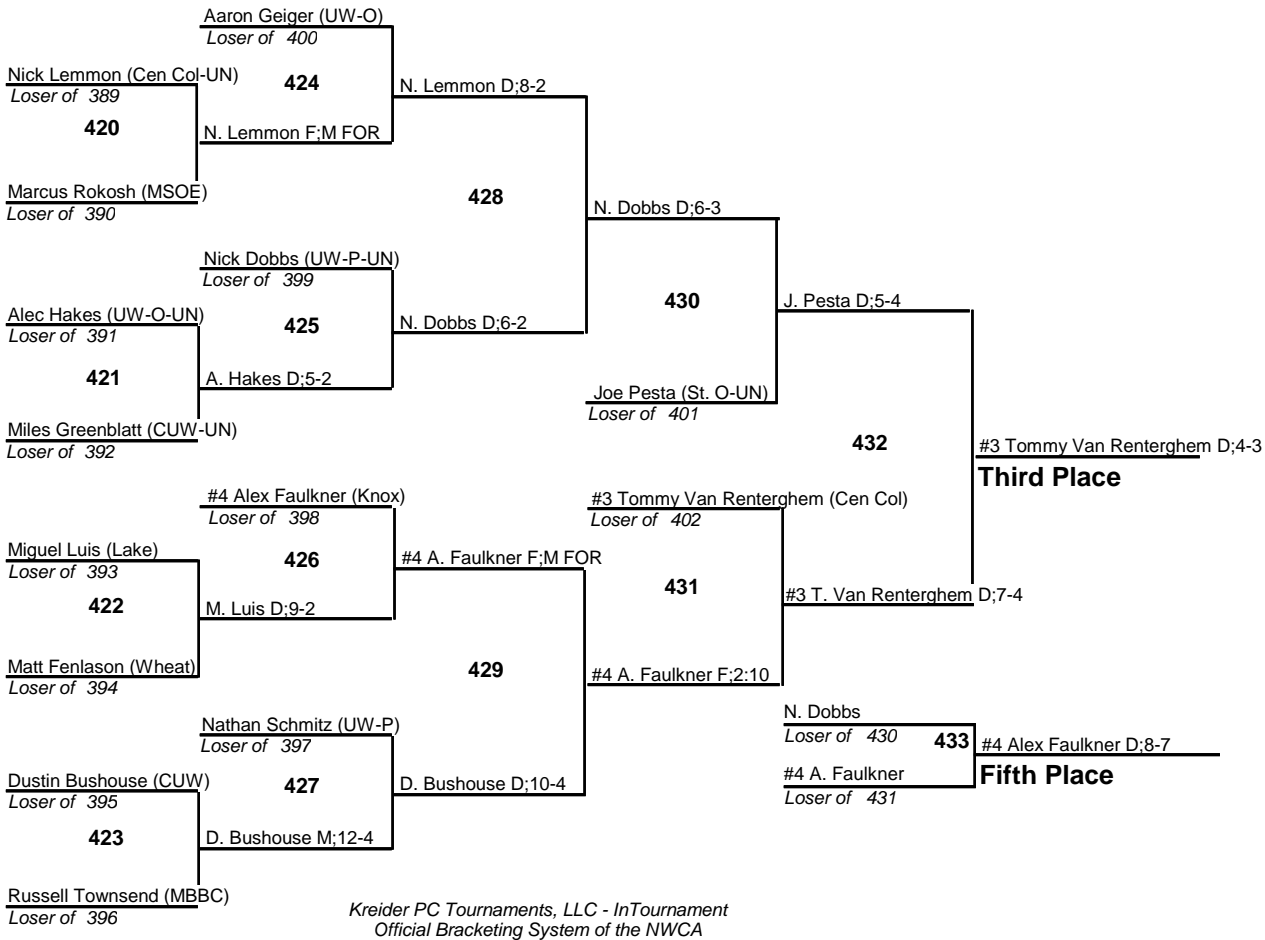 Aaron Geiger (UW-O)
Loser of 400
Nick Lemmon (Cen Col-UN)
Loser of 389
424
N. Lemmon D;8-2
420
N. Lemmon F;M FOR
Marcus Rokosh (MSOE)
Loser of 390
428
N. Dobbs D;6-3
Nick Dobbs (UW-P-UN)
Loser of 399
Alec Hakes (UW-O-UN)
Loser of 391
425
N. Dobbs D;6-2
430
J. Pesta D;5-4
421
A. Hakes D;5-2
Joe Pesta (St. O-UN)
Loser of 401
Miles Greenblatt (CUW-UN)
Loser of 392
432
#3 Tommy Van Renterghem D;4-3
Third Place
#4 Alex Faulkner (Knox)
Loser of 398
#3 Tommy Van Renterghem (Cen Col)
Loser of 402
Miguel Luis (Lake)
Loser of 393
426
#4 A. Faulkner F;M FOR
422
M. Luis D;9-2
431
#3 T. Van Renterghem D;7-4
Matt Fenlason (Wheat)
Loser of 394
429
#4 A. Faulkner F;2:10
Nathan Schmitz (UW-P)
Loser of 397
N. Dobbs
Loser of 430
433
#4 Alex Faulkner D;8-7
Fifth Place
#4 A. Faulkner
Loser of 431
Dustin Bushouse (CUW)
Loser of 395
427
D. Bushouse D;10-4
423
D. Bushouse M;12-4
Russell Townsend (MBBC)
Loser of 396
Kreider PC Tournaments, LLC - InTournament
Official Bracketing System of the NWCA